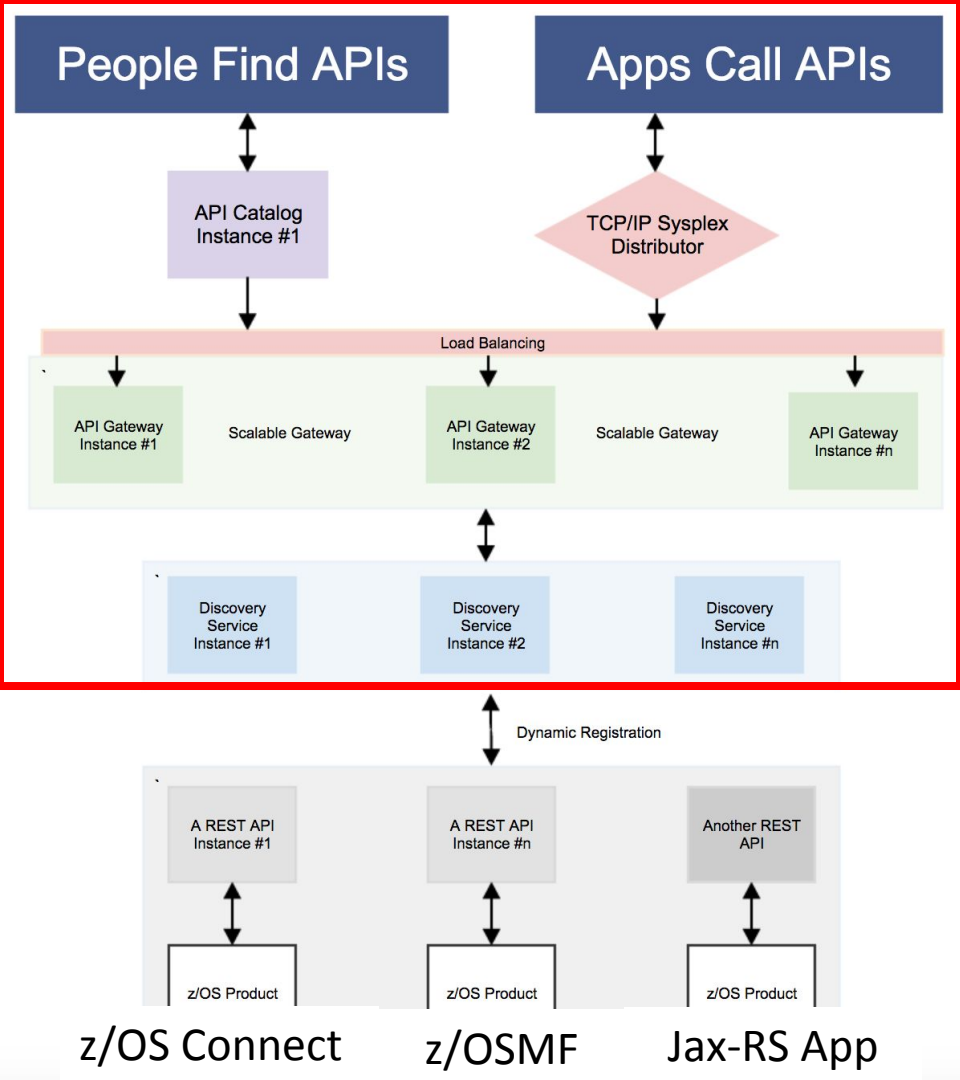 People Find APIs
Apps Call APIs
API Catalog
Instance #1
TCP/IP Sysplex
Distributor
Load Balancing
API Gateway
Instance #1
Scalable Gateway
API Gateway
Instance #2
Scalable Gateway
API Gateway
Instance #n
Discovery
Service
Instance #1
Discovery
Service
Instance #2
Discovery
Service
Instance #n
Dynamic Registration
A REST API
Instance #1
A REST API
Instance #n
Another REST
API
z/OS Product
z/OS Product
z/OS Product
z/OS Connect
z/OSMF
Jax-RS App